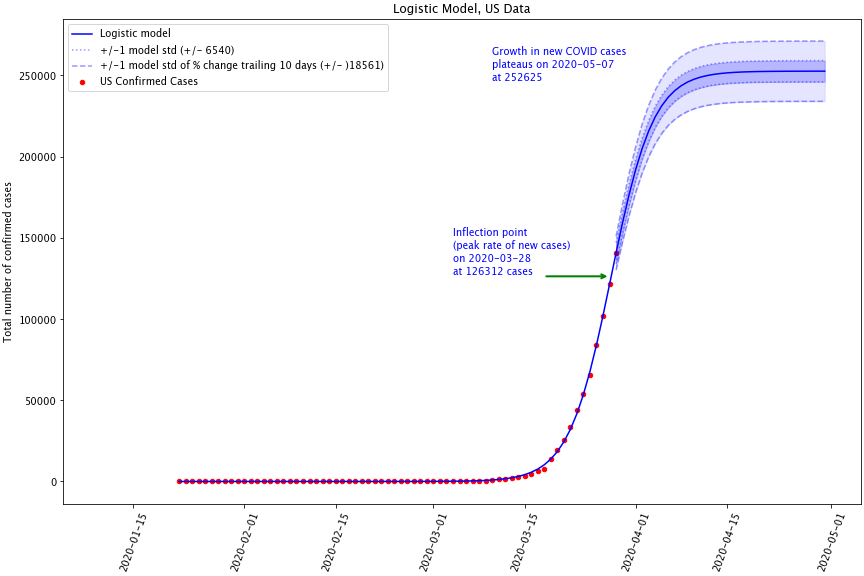 Logistic Model, US Data
Logistic model
+/-1 model std (+/- 6540)
+/-1 model std of % change trailing 10 days (+/- )18561)
US Confirmed Cases
Growth in new COVID cases
plateaus on 2020-05-07
at 252625
Inflection point
(peak rate of new cases)
on 2020-03-28
at 126312 cases
Total number of confirmed cases
250000
200000
150000
100000
50000
0
2020-01-15
2020-02-01
2020-02-15
2020-03-01
2020-03-15
2020-04-01
2020-04-15
2020-05-01